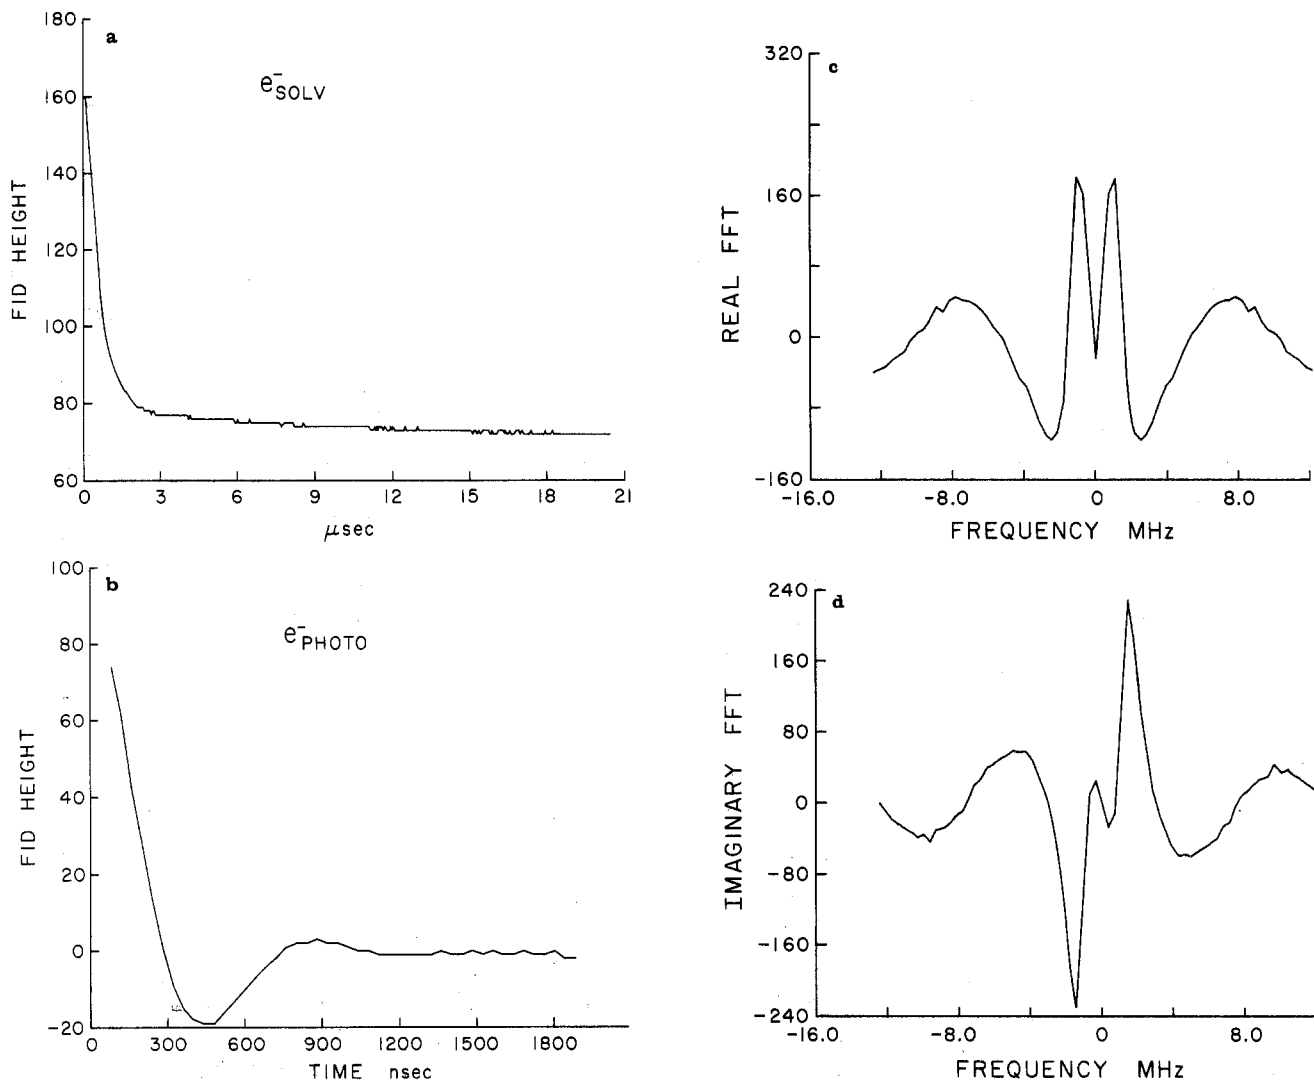 a
e⁻SOLV
180
160
140
120
100
80
60
FID HEIGHT
0 3 6 9 12 15 18 21
μsec
b
e⁻PHOTO
100
80
60
40
20
0
-20
FID HEIGHT
0 300 600 900 1200 1500 1800
TIME nsec
c
320
160
0
-160
REAL FFT
-16.0 -8.0 0 8.0
FREQUENCY MHz
d
240
160
80
0
-80
-160
-240
IMAGINARY FFT
-16.0 -8.0 0 8.0
FREQUENCY MHz